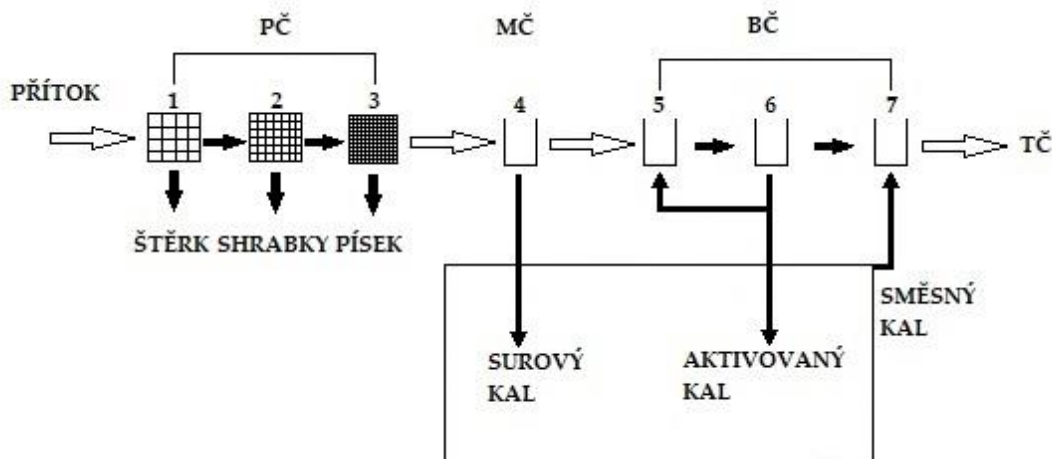 PČ MČ BČ
PŘÍTOK
1 2 3 4 5 6 7
TČ
ŠTĚRK SHRABKY PÍSEK
SMĚSNÝ
KAL
SUROVÝ
KAL
AKTIVOVANÝ
KAL